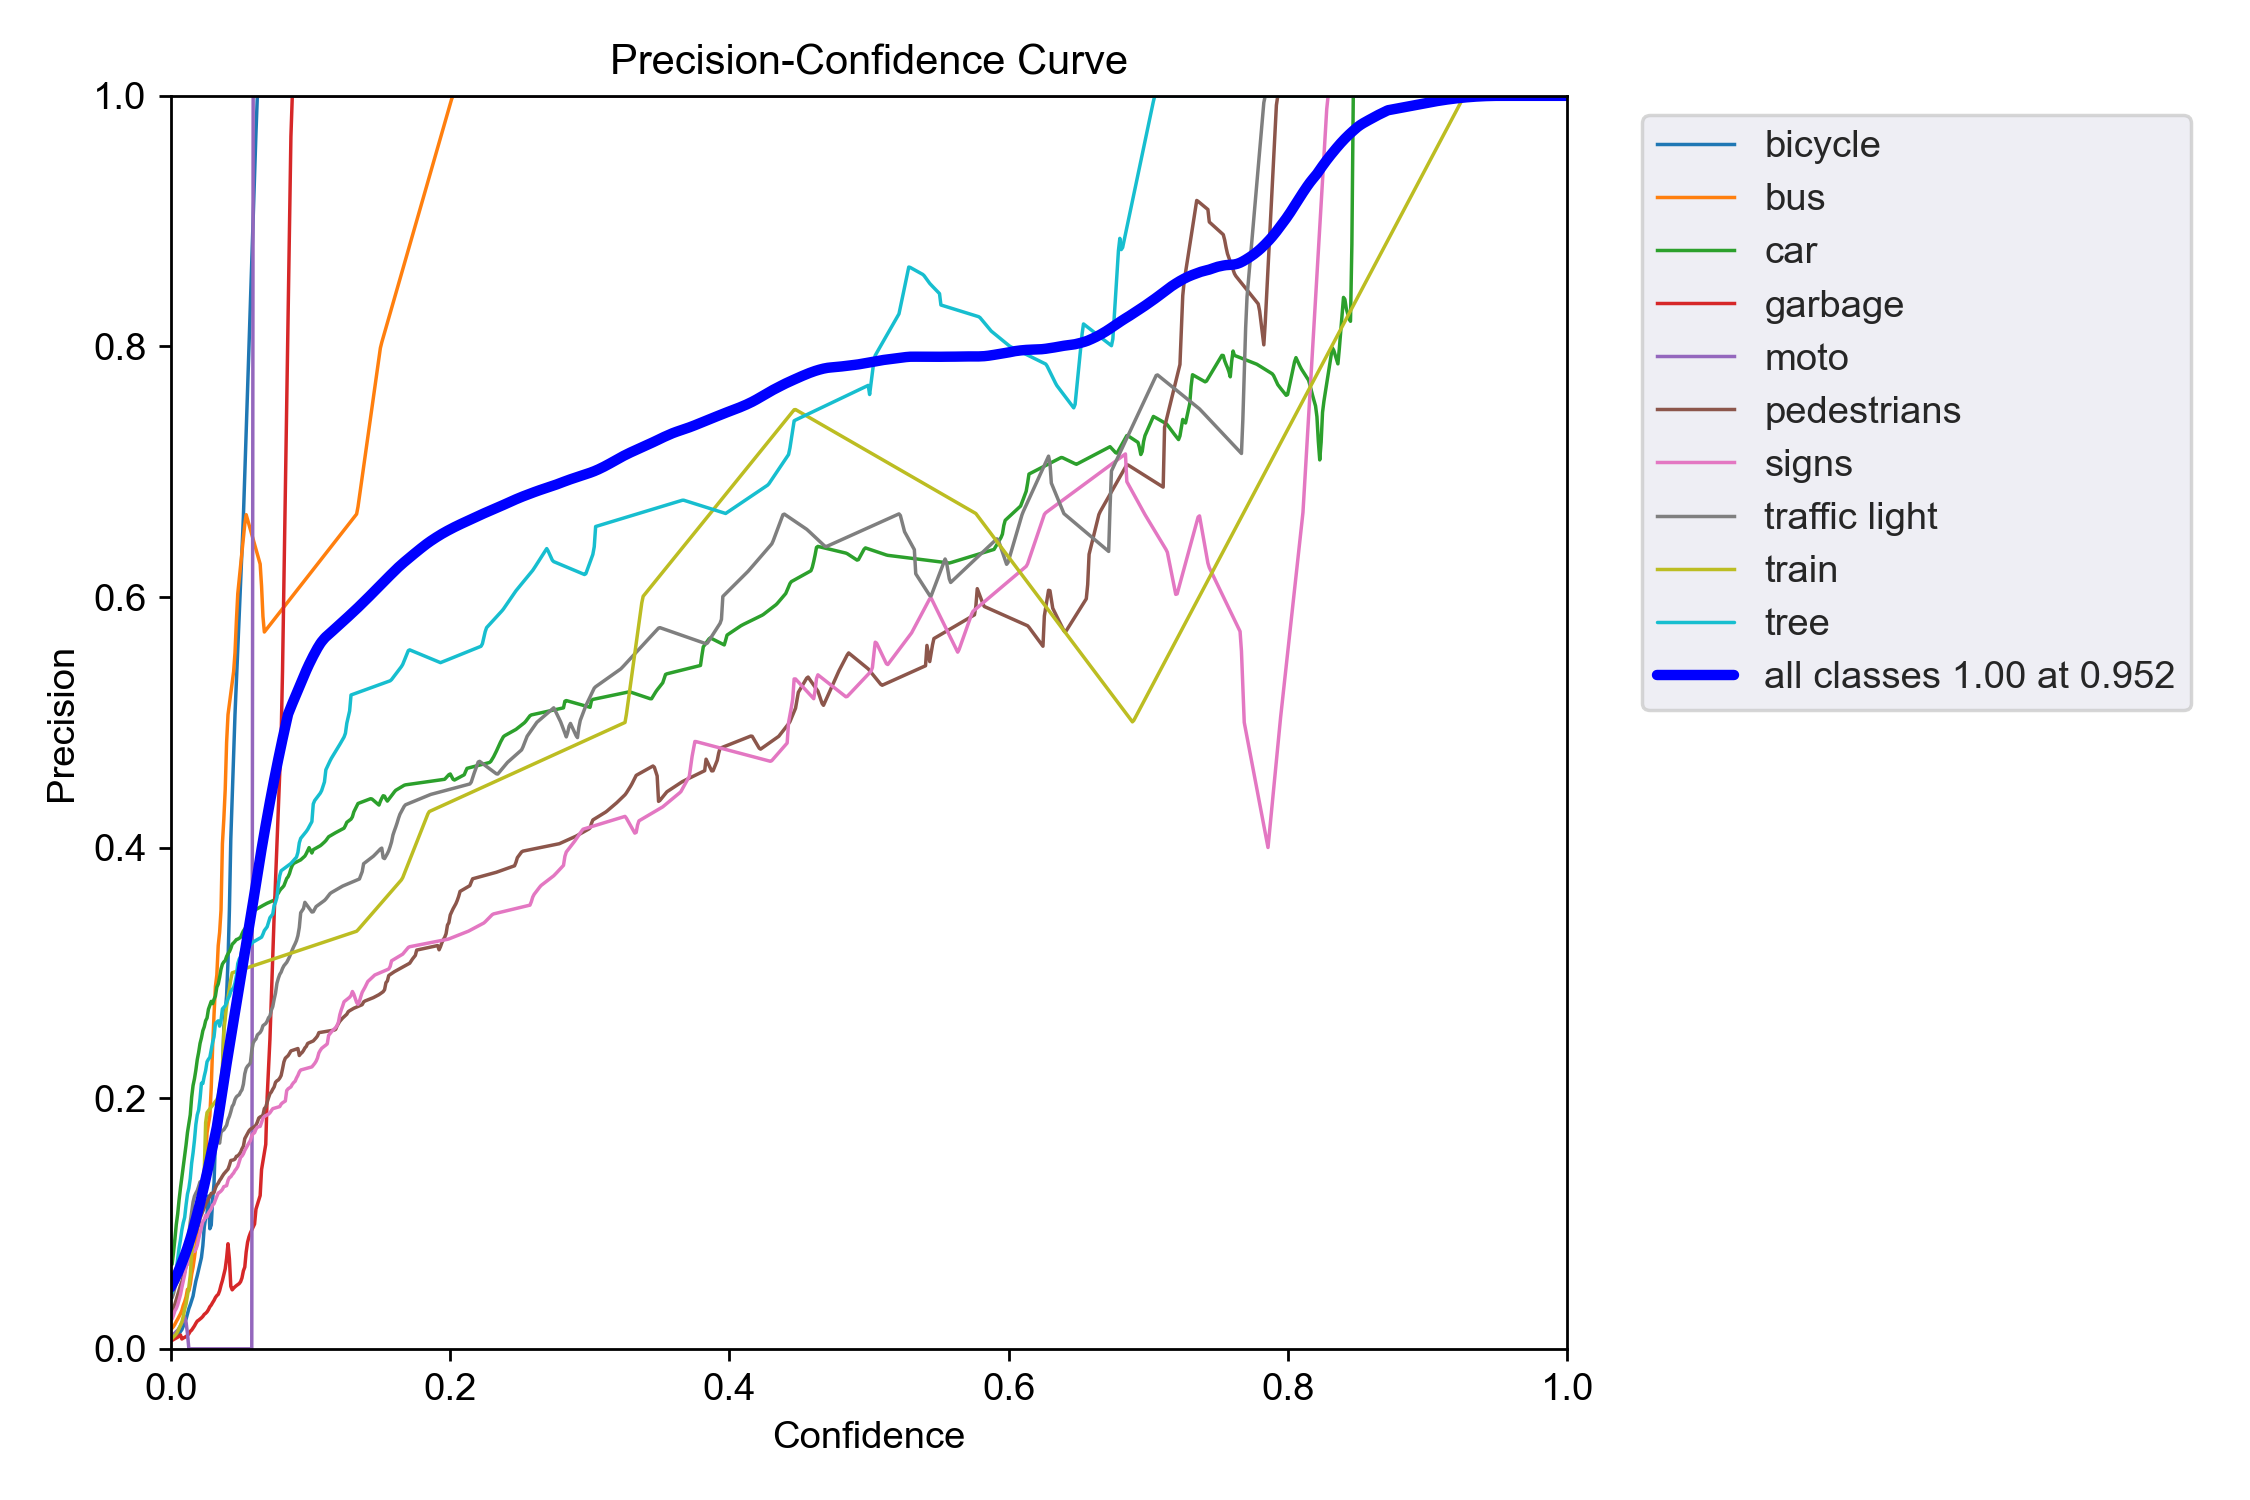 Precision-Confidence Curve
1.0
0.8
0.6
0.4
0.2
0.0
Precision
0.0 0.2 0.4 0.6 0.8 1.0
Confidence
bicycle
bus
car
garbage
moto
pedestrians
signs
traffic light
train
tree
all classes 1.00 at 0.952